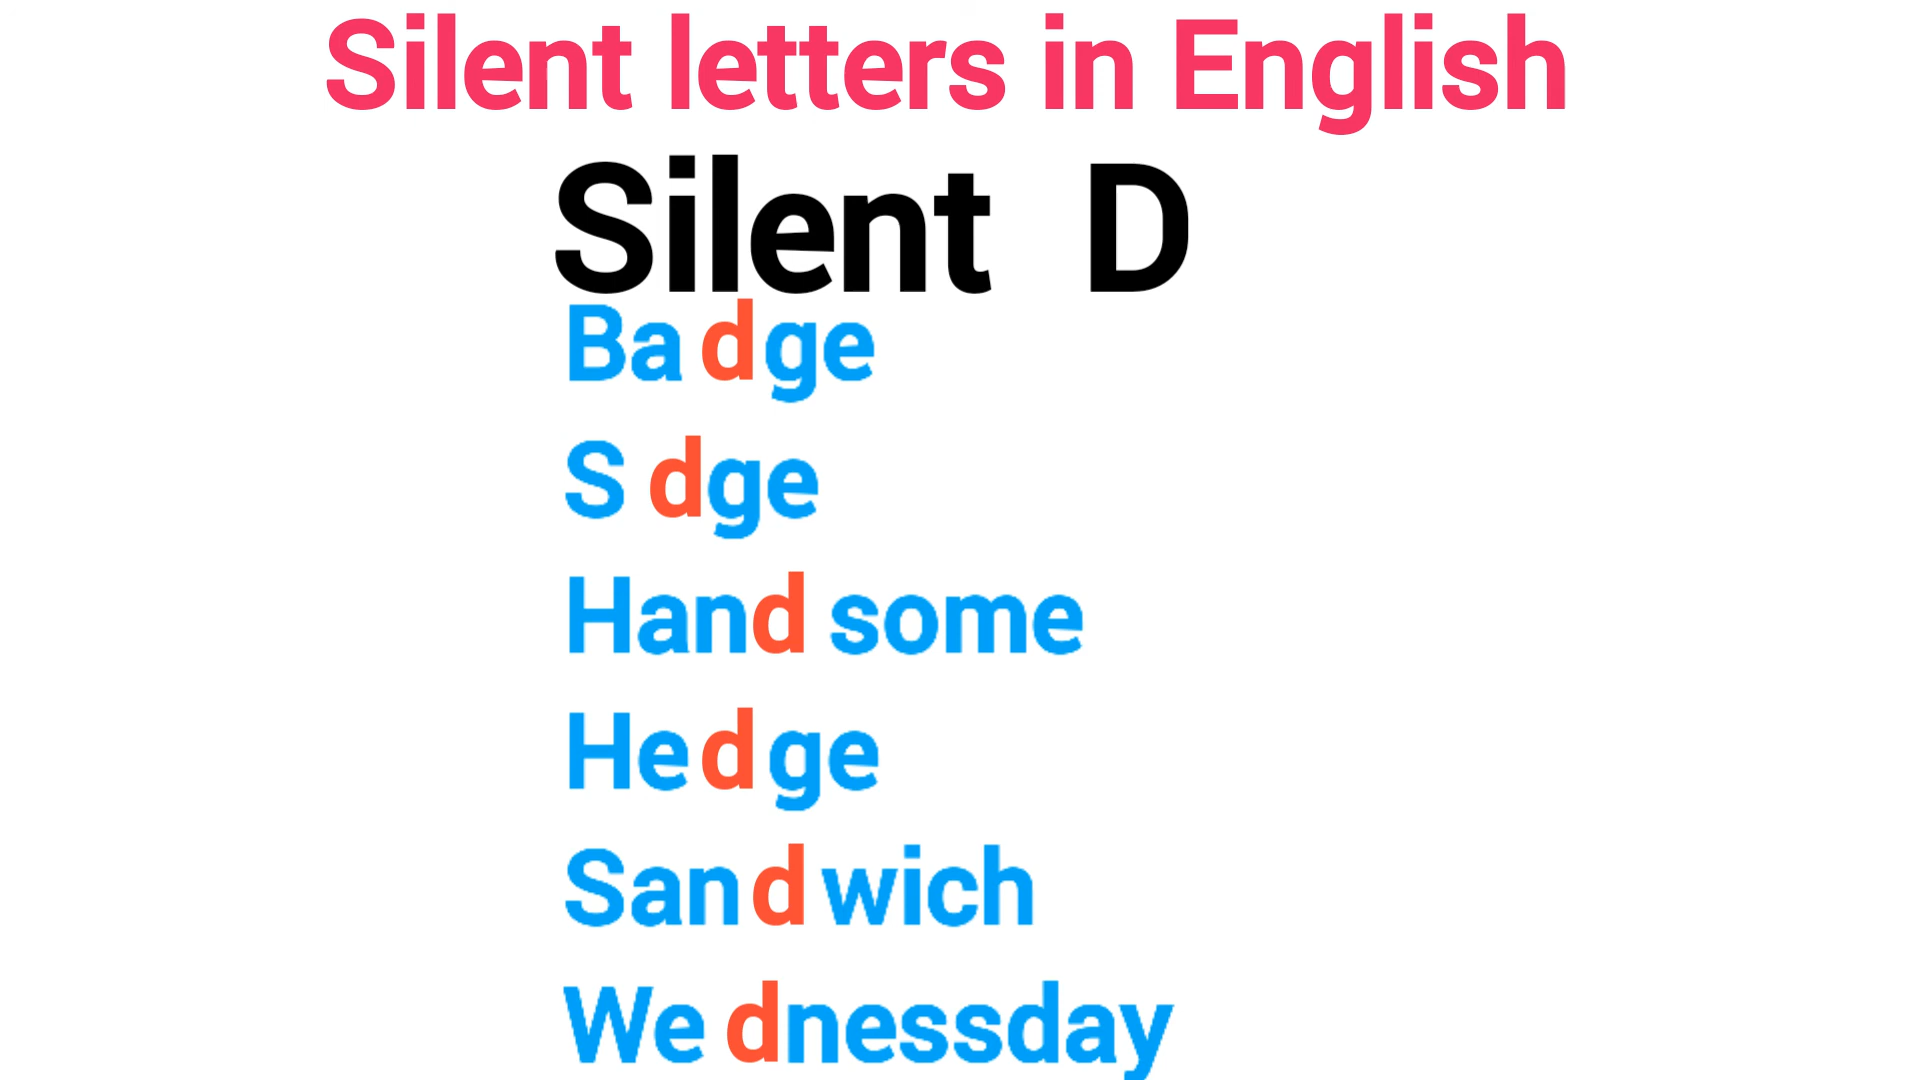 Silent letters in English
Silent D
Badge
Sdge
Handsome
Hedge
Sandwich
Wednessday